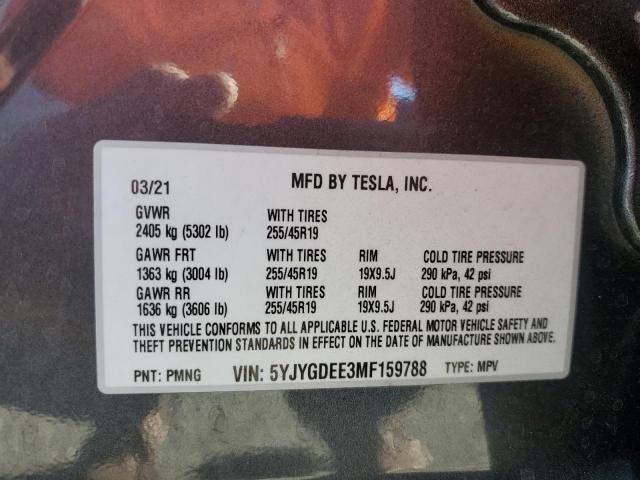 03/21 MFD BY TESLA, INC.
GVWR WITH TIRES
2405 kg (5302 lb) 255/45R19
GAWR FRT WITH TIRES RIM COLD TIRE PRESSURE
1363 kg (3004 lb) 255/45R19 19X9.5J 290 kPa, 42 psi
GAWR RR WITH TIRES RIM COLD TIRE PRESSURE
1636 kg (3606 lb) 255/45R19 19X9.5J 290 kPa, 42 psi
THIS VEHICLE CONFORMS TO ALL APPLICABLE U.S. FEDERAL MOTOR VEHICLE SAFETY AND
THEFT PREVENTION STANDARDS IN EFFECT ON THE DATE OF MANUFACTURE SHOWN ABOVE.
PNT: PMNG VIN: 5YJYGDEE3MF159788 TYPE: MPV